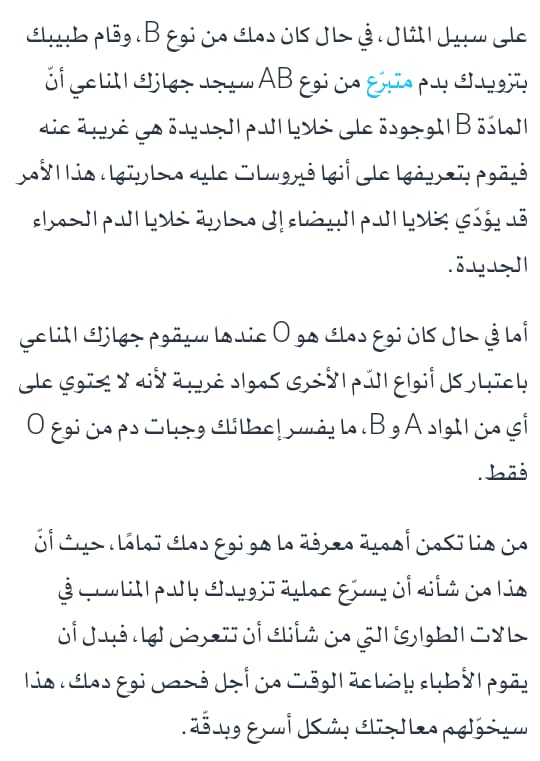 على سبيل المثال، في حال كان دمك من نوع B، وقام طبيبك
بتزويدك بدم متبرّع من نوع AB سيجد جهازك المناعي أنّ
المادّة B الموجودة على خلايا الدم الجديدة هي غريبة عنه
فيقوم بتعريفها على أنها فيروسات عليه محاربتها، هذا الأمر
قد يؤدّي بخلايا الدم البيضاء إلى محاربة خلايا الدم الحمراء
الجديدة.
أما في حال كان نوع دمك هو O عندها سيقوم جهازك المناعي
باعتبار كل أنواع الدّم الأخرى كمواد غريبة لأنه لا يحتوي على
أي من المواد A و B، ما يفسر إعطائك وجبات دم من نوع O
فقط.
من هنا تكمن أهمية معرفة ما هو نوع دمك تمامًا، حيث أنّ
هذا من شأنه أن يسرّع عملية تزويدك بالدم المناسب في
حالات الطوارئ التي من شأنك أن تتعرض لها، فبدل أن
يقوم الأطباء بإضاعة الوقت من أجل فحص نوع دمك، هذا
سيخوّلهم معالجتك بشكل أسرع وبدقّة.